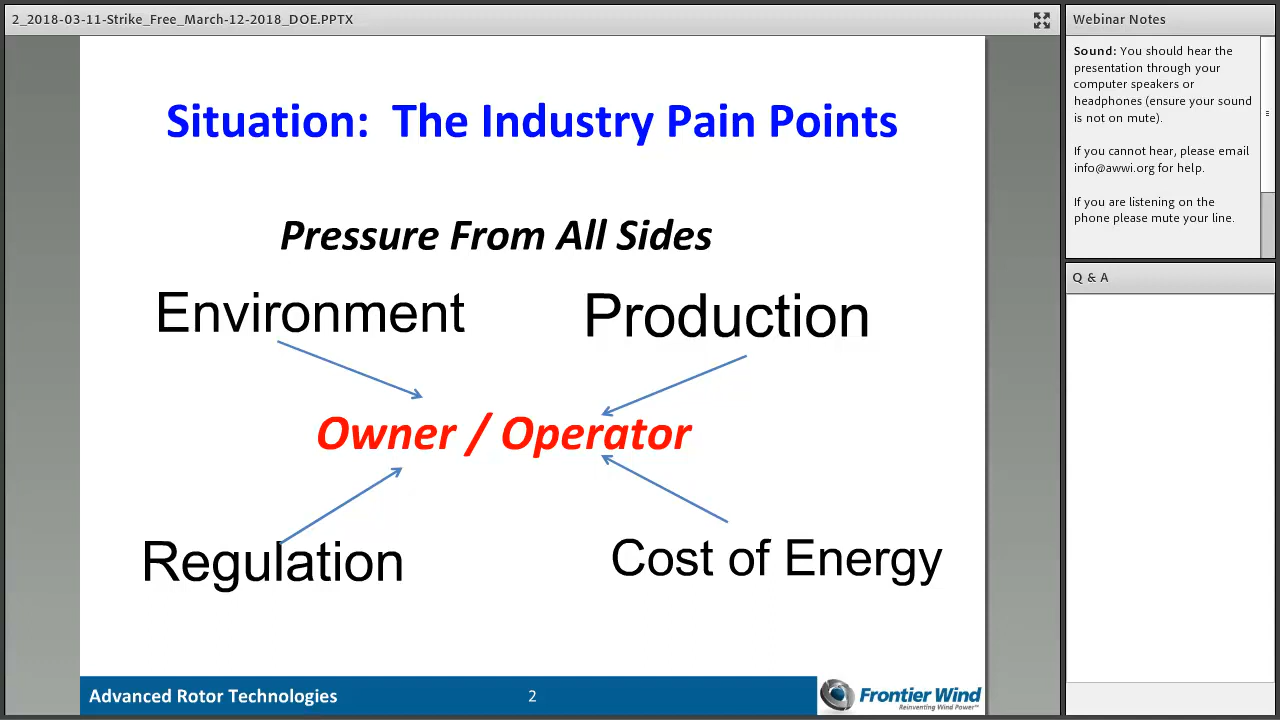 2_2018-03-11-Strike_Free_March-12-2018_DOE.PPTX
Situation: The Industry Pain Points
Pressure From All Sides
Environment
Production
Owner / Operator
Regulation
Cost of Energy
Advanced Rotor Technologies
2
Frontier Wind
Reinventing Wind Power™
Webinar Notes
Sound: You should hear the
presentation through your
computer speakers or
headphones (ensure your sound
is not on mute).
If you cannot hear, please email
info@awwi.org for help.
If you are listening on the
phone please mute your line.
Q & A